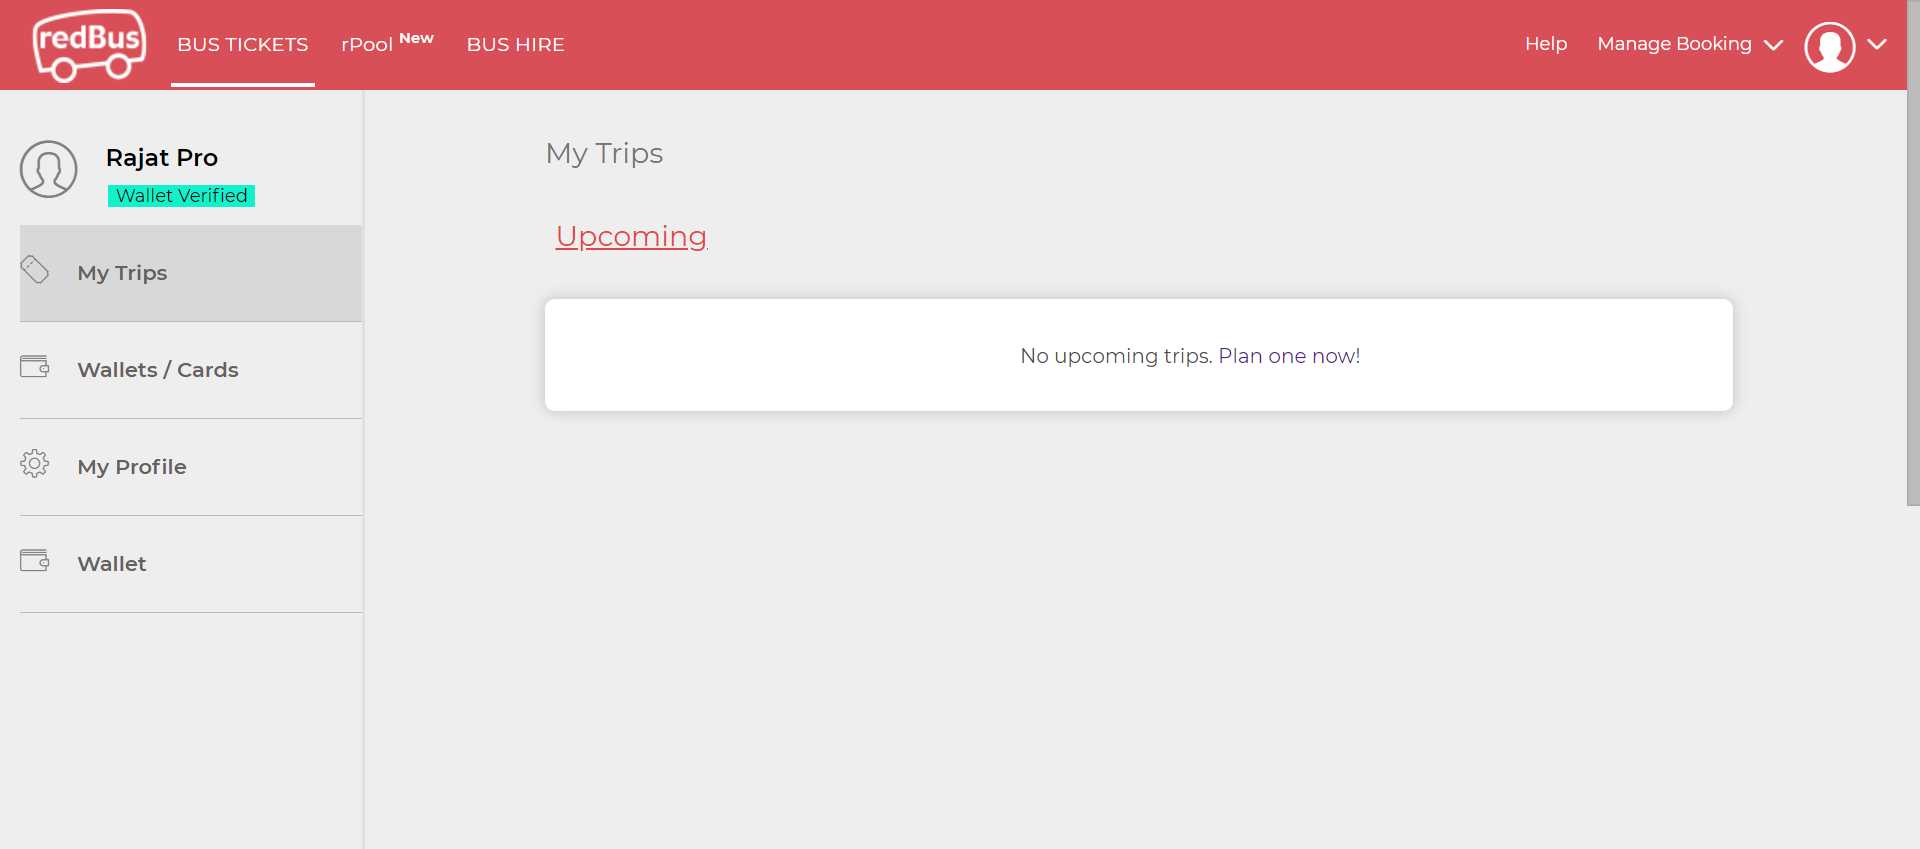 redBus
BUS TICKETS
rPool New
BUS HIRE
Help
Manage Booking
Rajat Pro
Wallet Verified
My Trips
Wallets / Cards
My Profile
Wallet
My Trips
Upcoming
No upcoming trips. Plan one now!